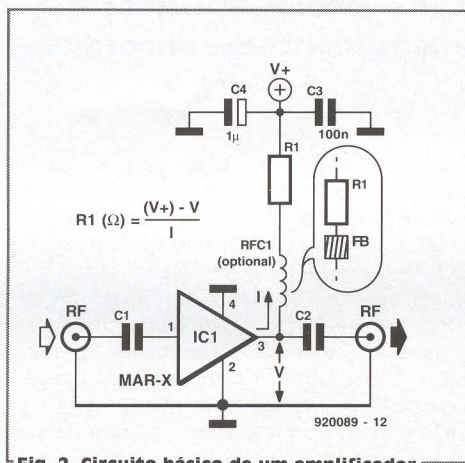 V+
C4
1µ
C3
100n
R1
R1 (Ω) = (V+) - V / I
RFC1
(optional)
R1
FB
I
RF
C1
1
4
IC1
3
2
C2
RF
MAR-X
V
920089 - 12
Fig. 2. Circuito básico de um amplificador